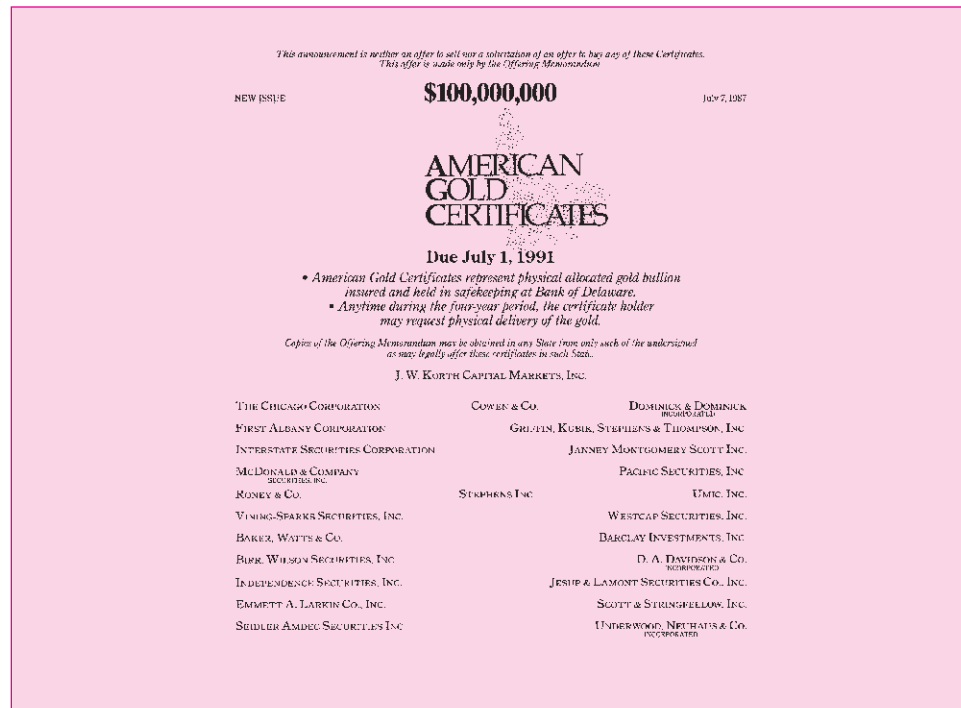 This announcement is neither an offer to sell nor a solicitation of an offer to buy any of these Certificates.
This offer is made only by the Offering Memorandum
NEW ISSUE $100,000,000 July 7, 1987
AMERICAN
GOLD
CERTIFICATES
Due July 1, 1991
• American Gold Certificates represent physical allocated gold bullion
insured and held in safekeeping at Bank of Delaware.
• Anytime during the four-year period, the certificate holder
may request physical delivery of the gold.
Copies of the Offering Memorandum may be obtained in any State from only such of the undersigned
as may legally offer these certificates in such State.
J. W. KORTH CAPITAL MARKETS, INC.
THE CHICAGO CORPORATION COWEN & CO. DOMINICK & DOMINICK
INCORPORATED
FIRST ALBANY CORPORATION GRIFFIN, KUBIK, STEPHENS & THOMPSON, INC
INTERSTATE SECURITIES CORPORATION JANNEY MONTGOMERY SCOTT INC.
MCDONALD & COMPANY PACIFIC SECURITIES, INC
SECURITIES, INC.
RONEY & CO. STEPHENS INC UMIC, INC.
VINING-SPARKS SECURITIES, INC. WESTCAP SECURITIES, INC.
BAKER, WATTS & CO. BARCLAY INVESTMENTS, INC
BIRR, WILSON SECURITIES, INC D. A. DAVIDSON & CO.
INCORPORATED
INDEPENDENCE SECURITIES, INC. JESUP & LAMONT SECURITIES CO., INC.
EMMETT A. LARKIN CO., INC. SCOTT & STRINGFELLOW, INC.
SEIDLER AMDEC SECURITIES INC UNDERWOOD, NEUHAUS & CO.
INCORPORATED